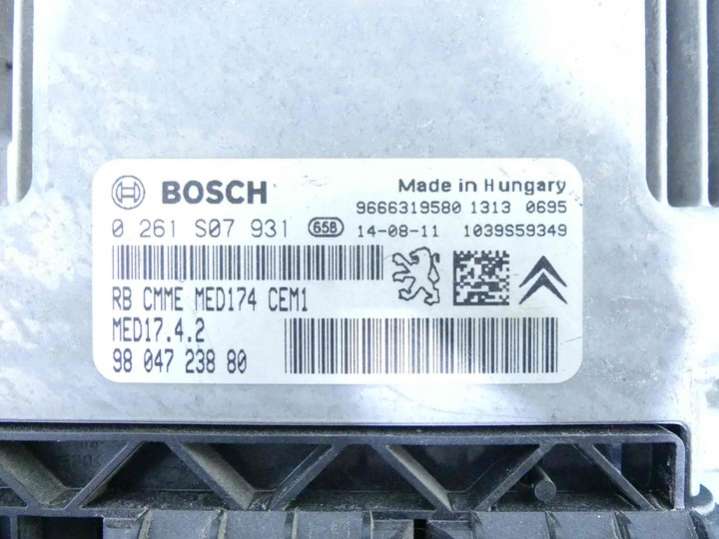 BOSCH
Made in Hungary
9666319580 1313 0695
0 261 S07 931 658 14-08-11 1039S59349
RB CMME MED174 CEM1
MED17.4.2
98 047 238 80